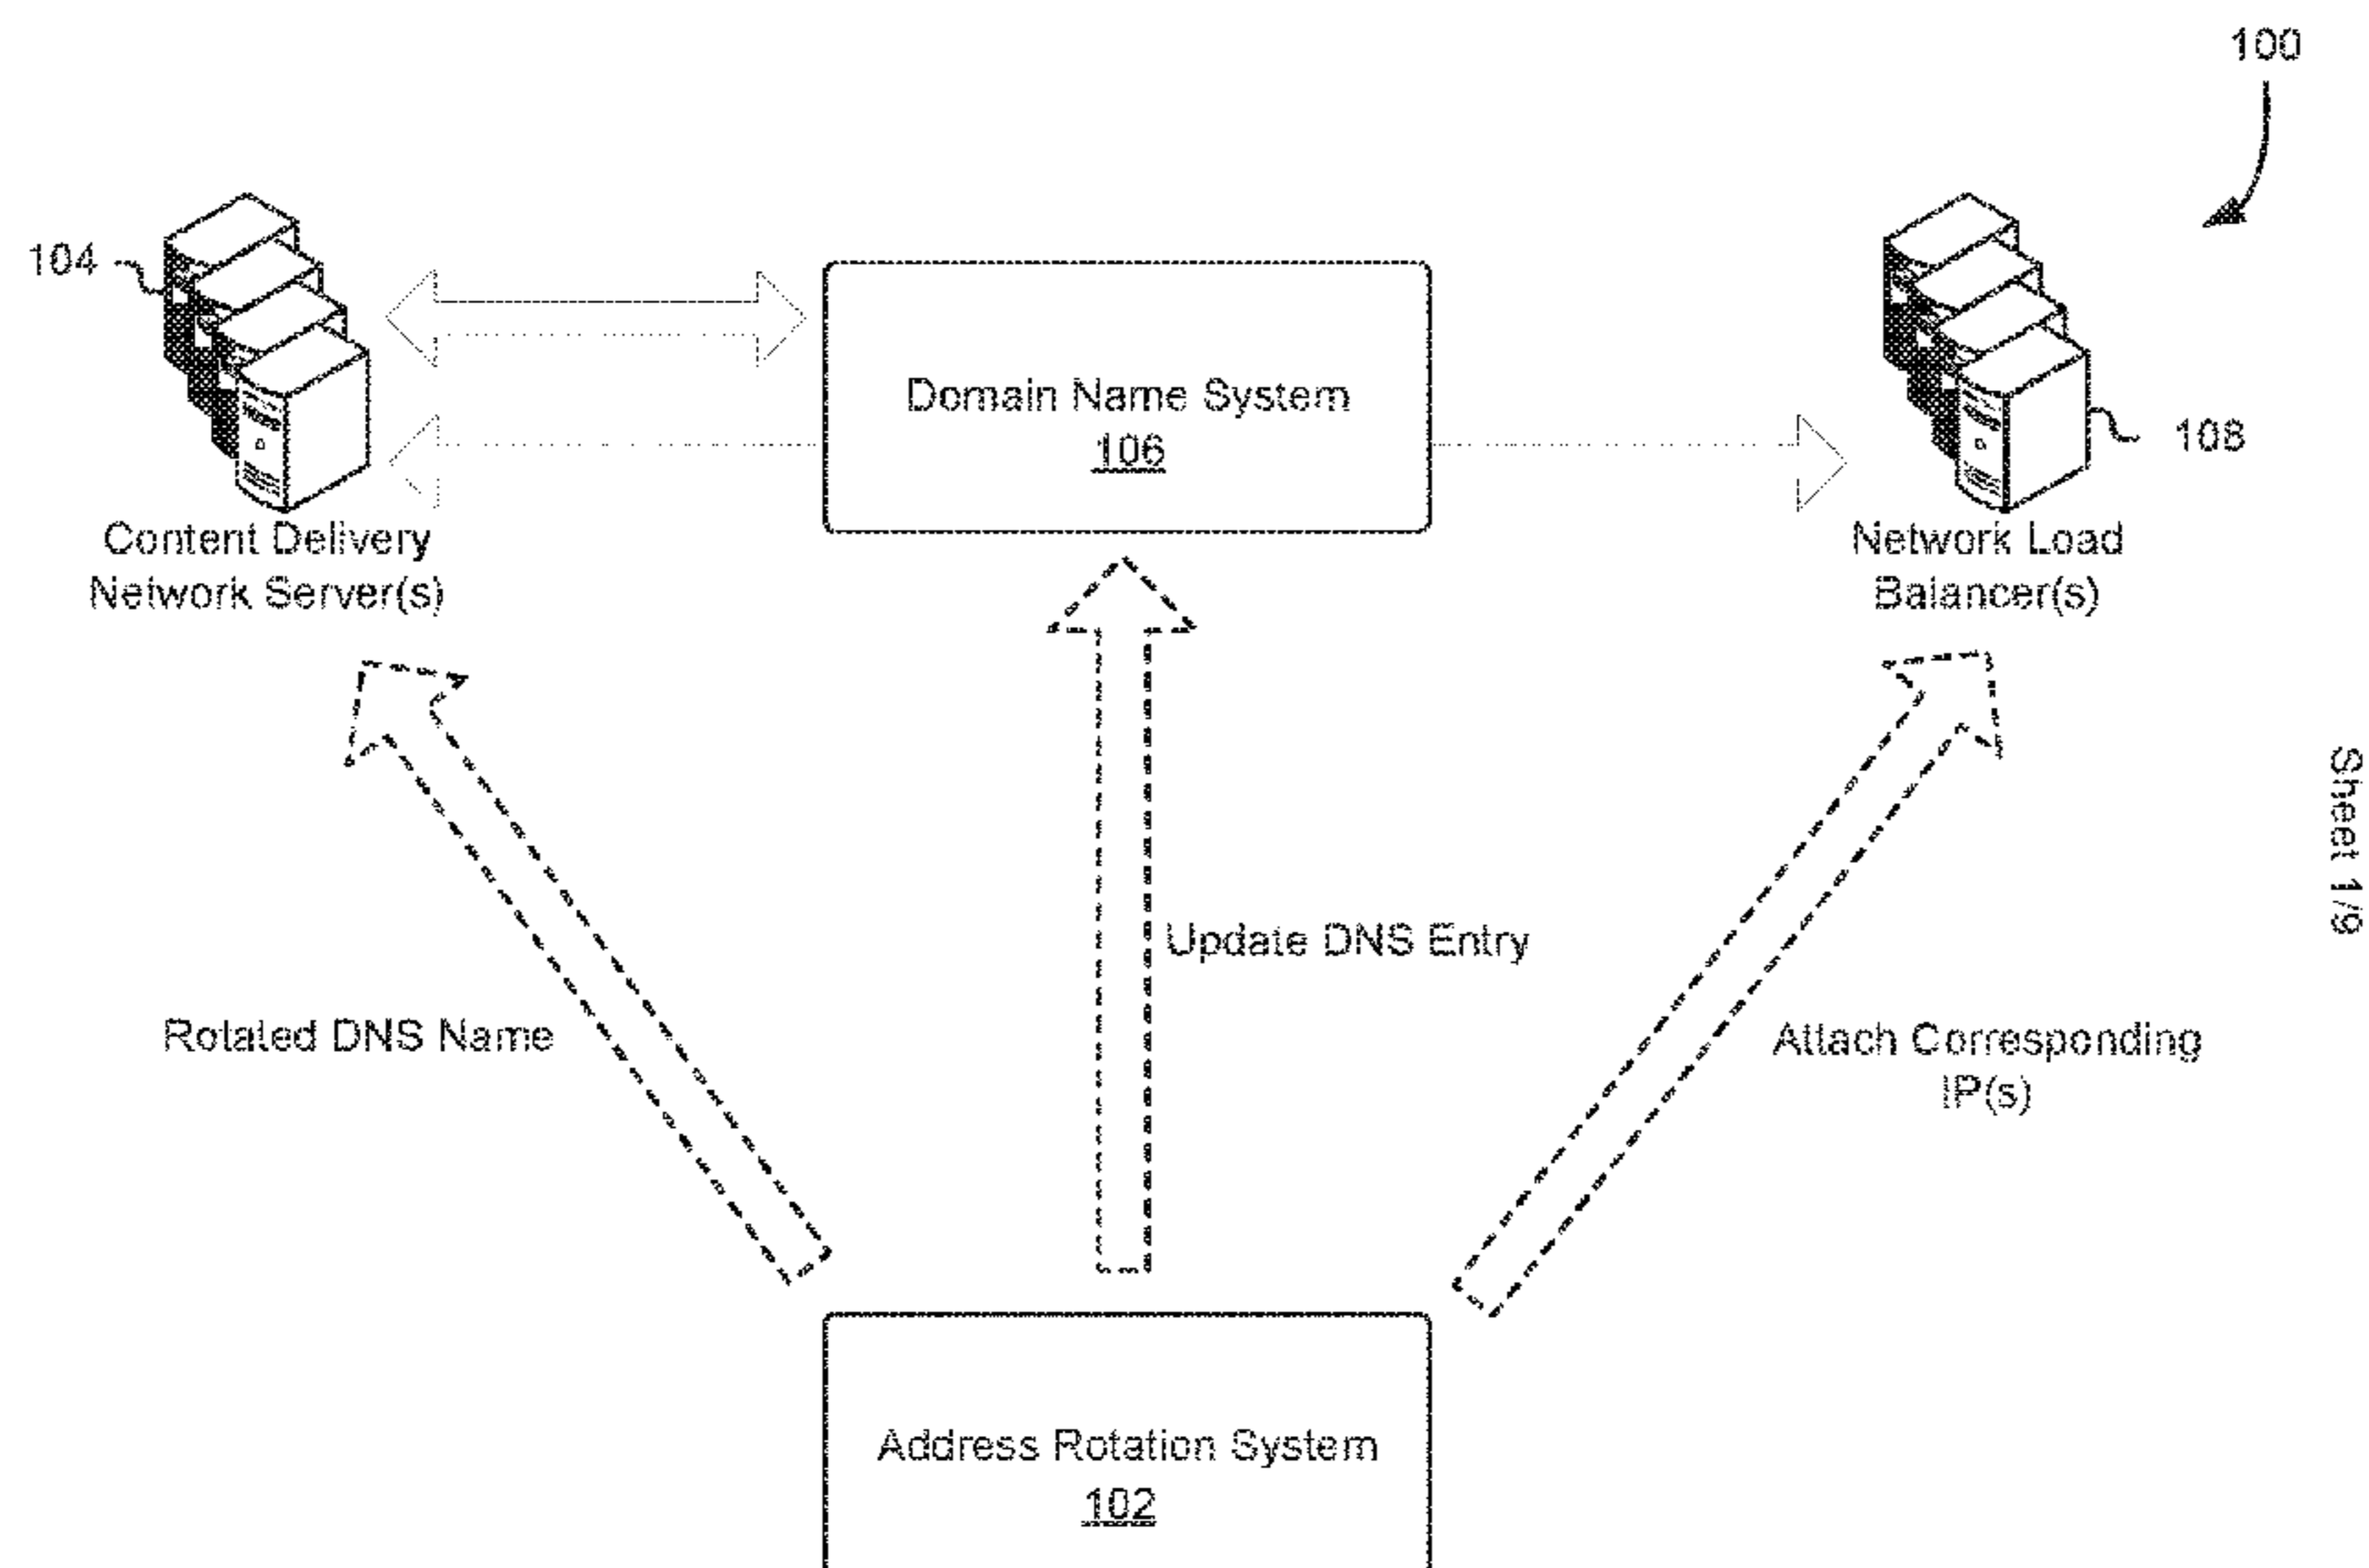 100
104
Domain Name System
106
108
Content Delivery
Network Server(s)
Network Load
Balancer(s)
Sheet 1/9
Update DNS Entry
Rotated DNS Name
Attach Corresponding
IP(s)
Address Rotation System
102